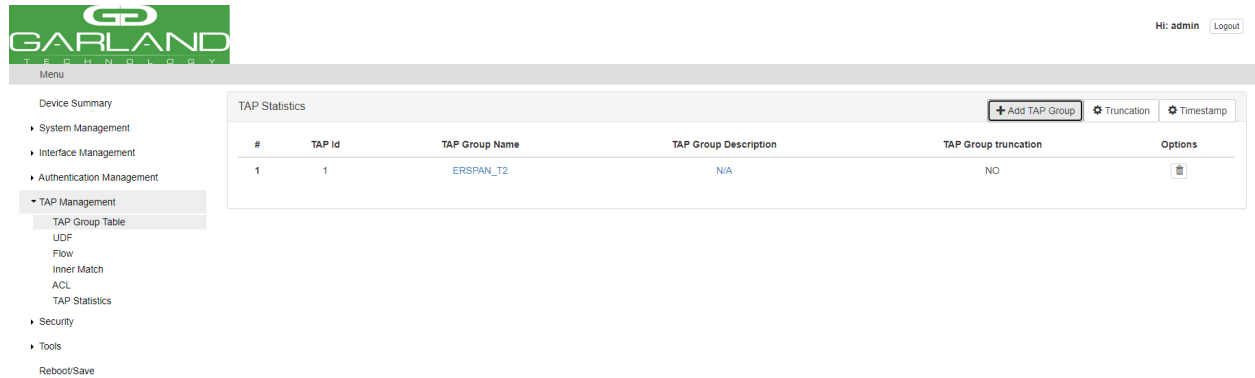 GARLAND
TECHNOLOGY
Hi: admin Logout
Menu
Device Summary
System Management
Interface Management
Authentication Management
TAP Management
TAP Group Table
UDF
Flow
Inner Match
ACL
TAP Statistics
Security
Tools
Reboot/Save
TAP Statistics
Add TAP Group Truncation Timestamp
# TAP Id TAP Group Name TAP Group Description TAP Group truncation Options
1 1 ERSPAN_T2 N/A NO